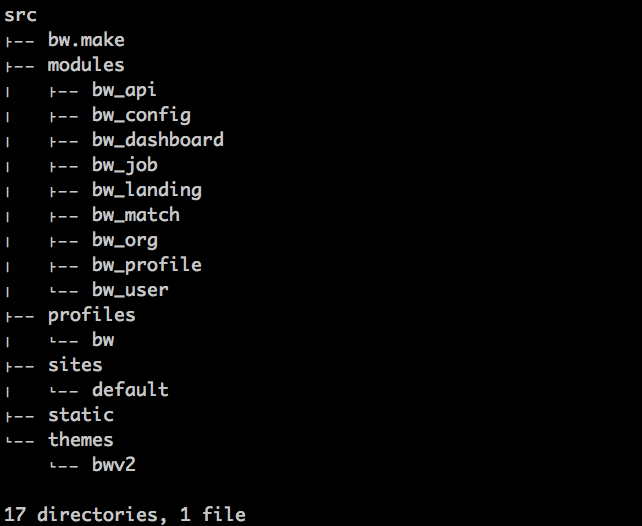 src
├── bw.make
├── modules
│   ├── bw_api
│   ├── bw_config
│   ├── bw_dashboard
│   ├── bw_job
│   ├── bw_landing
│   ├── bw_match
│   ├── bw_org
│   ├── bw_profile
│   └── bw_user
├── profiles
│   └── bw
├── sites
│   └── default
├── static
└── themes
    └── bwv2
17 directories, 1 file